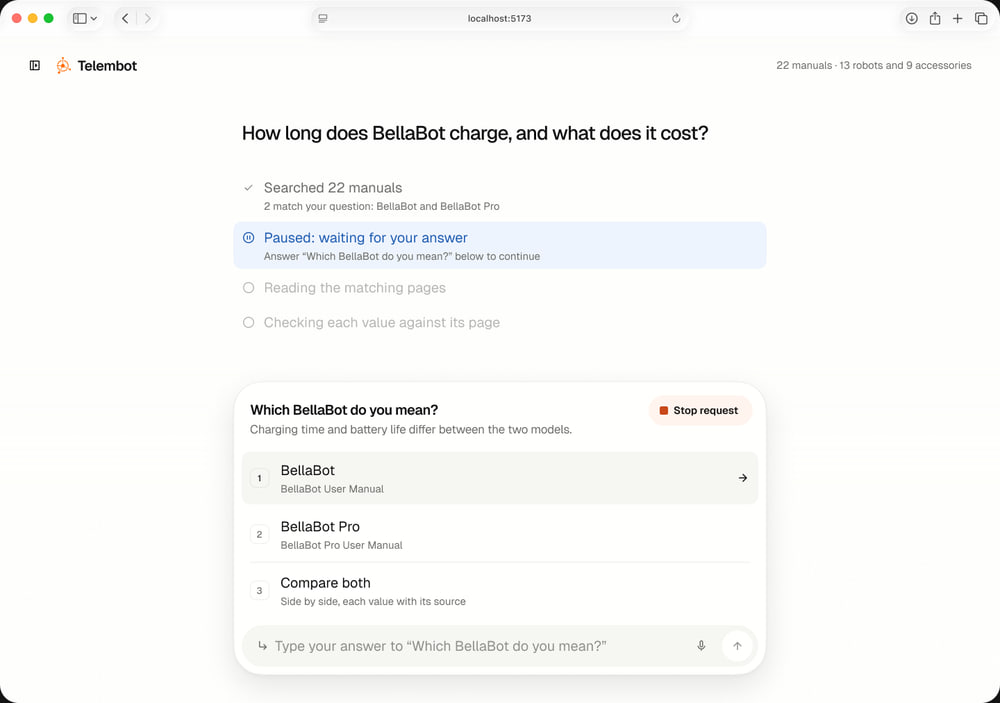 localhost:5173
Telembot
22 manuals · 13 robots and 9 accessories
How long does BellaBot charge, and what does it cost?
Searched 22 manuals
2 match your question: BellaBot and BellaBot Pro
Paused: waiting for your answer
Answer “Which BellaBot do you mean?” below to continue
Reading the matching pages
Checking each value against its page
Which BellaBot do you mean?
Stop request
Charging time and battery life differ between the two models.
1
BellaBot
BellaBot User Manual
2
BellaBot Pro
BellaBot Pro User Manual
3
Compare both
Side by side, each value with its source
Type your answer to “Which BellaBot do you mean?”